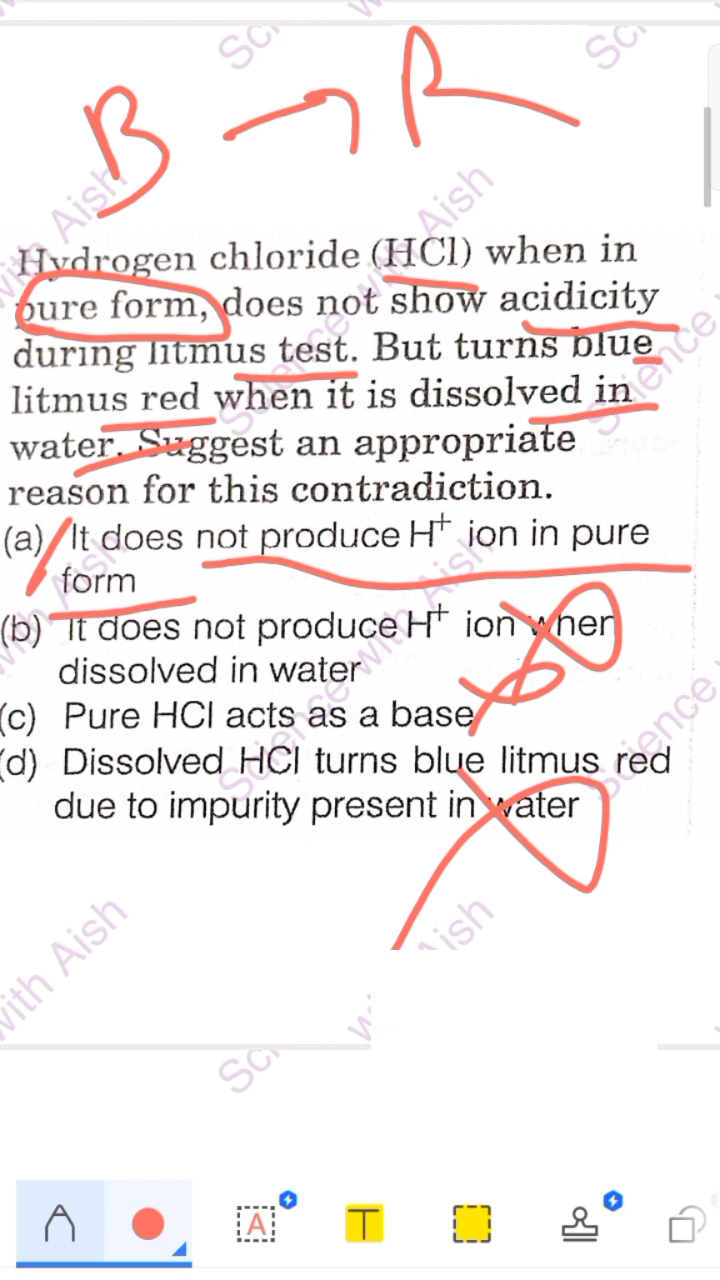 B → R
Hydrogen chloride (HCl) when in
pure form, does not show acidicity
during litmus test. But turns blue
litmus red when it is dissolved in
water. Suggest an appropriate
reason for this contradiction.
(a) It does not produce H⁺ ion in pure
form
(b) It does not produce H⁺ ion when
dissolved in water
(c) Pure HCl acts as a base
(d) Dissolved HCl turns blue litmus red
due to impurity present in water
Science with Aish
A
T